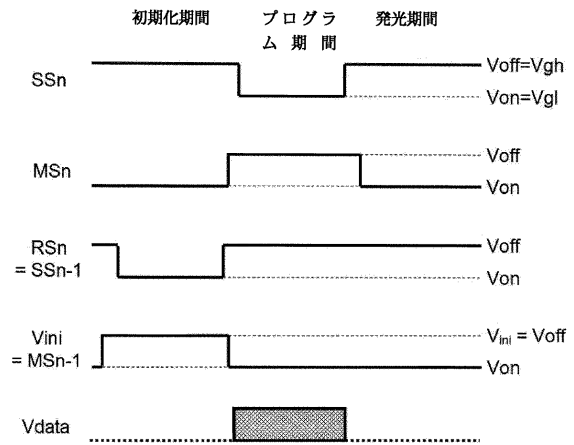 初期化期間
プログラ
ム 期 間
発光期間
SSn
Voff=Vgh
Von=Vgl
MSn
Voff
Von
RSn
= SSn-1
Voff
Von
Vini
= MSn-1
Vini = Voff
Von
Vdata